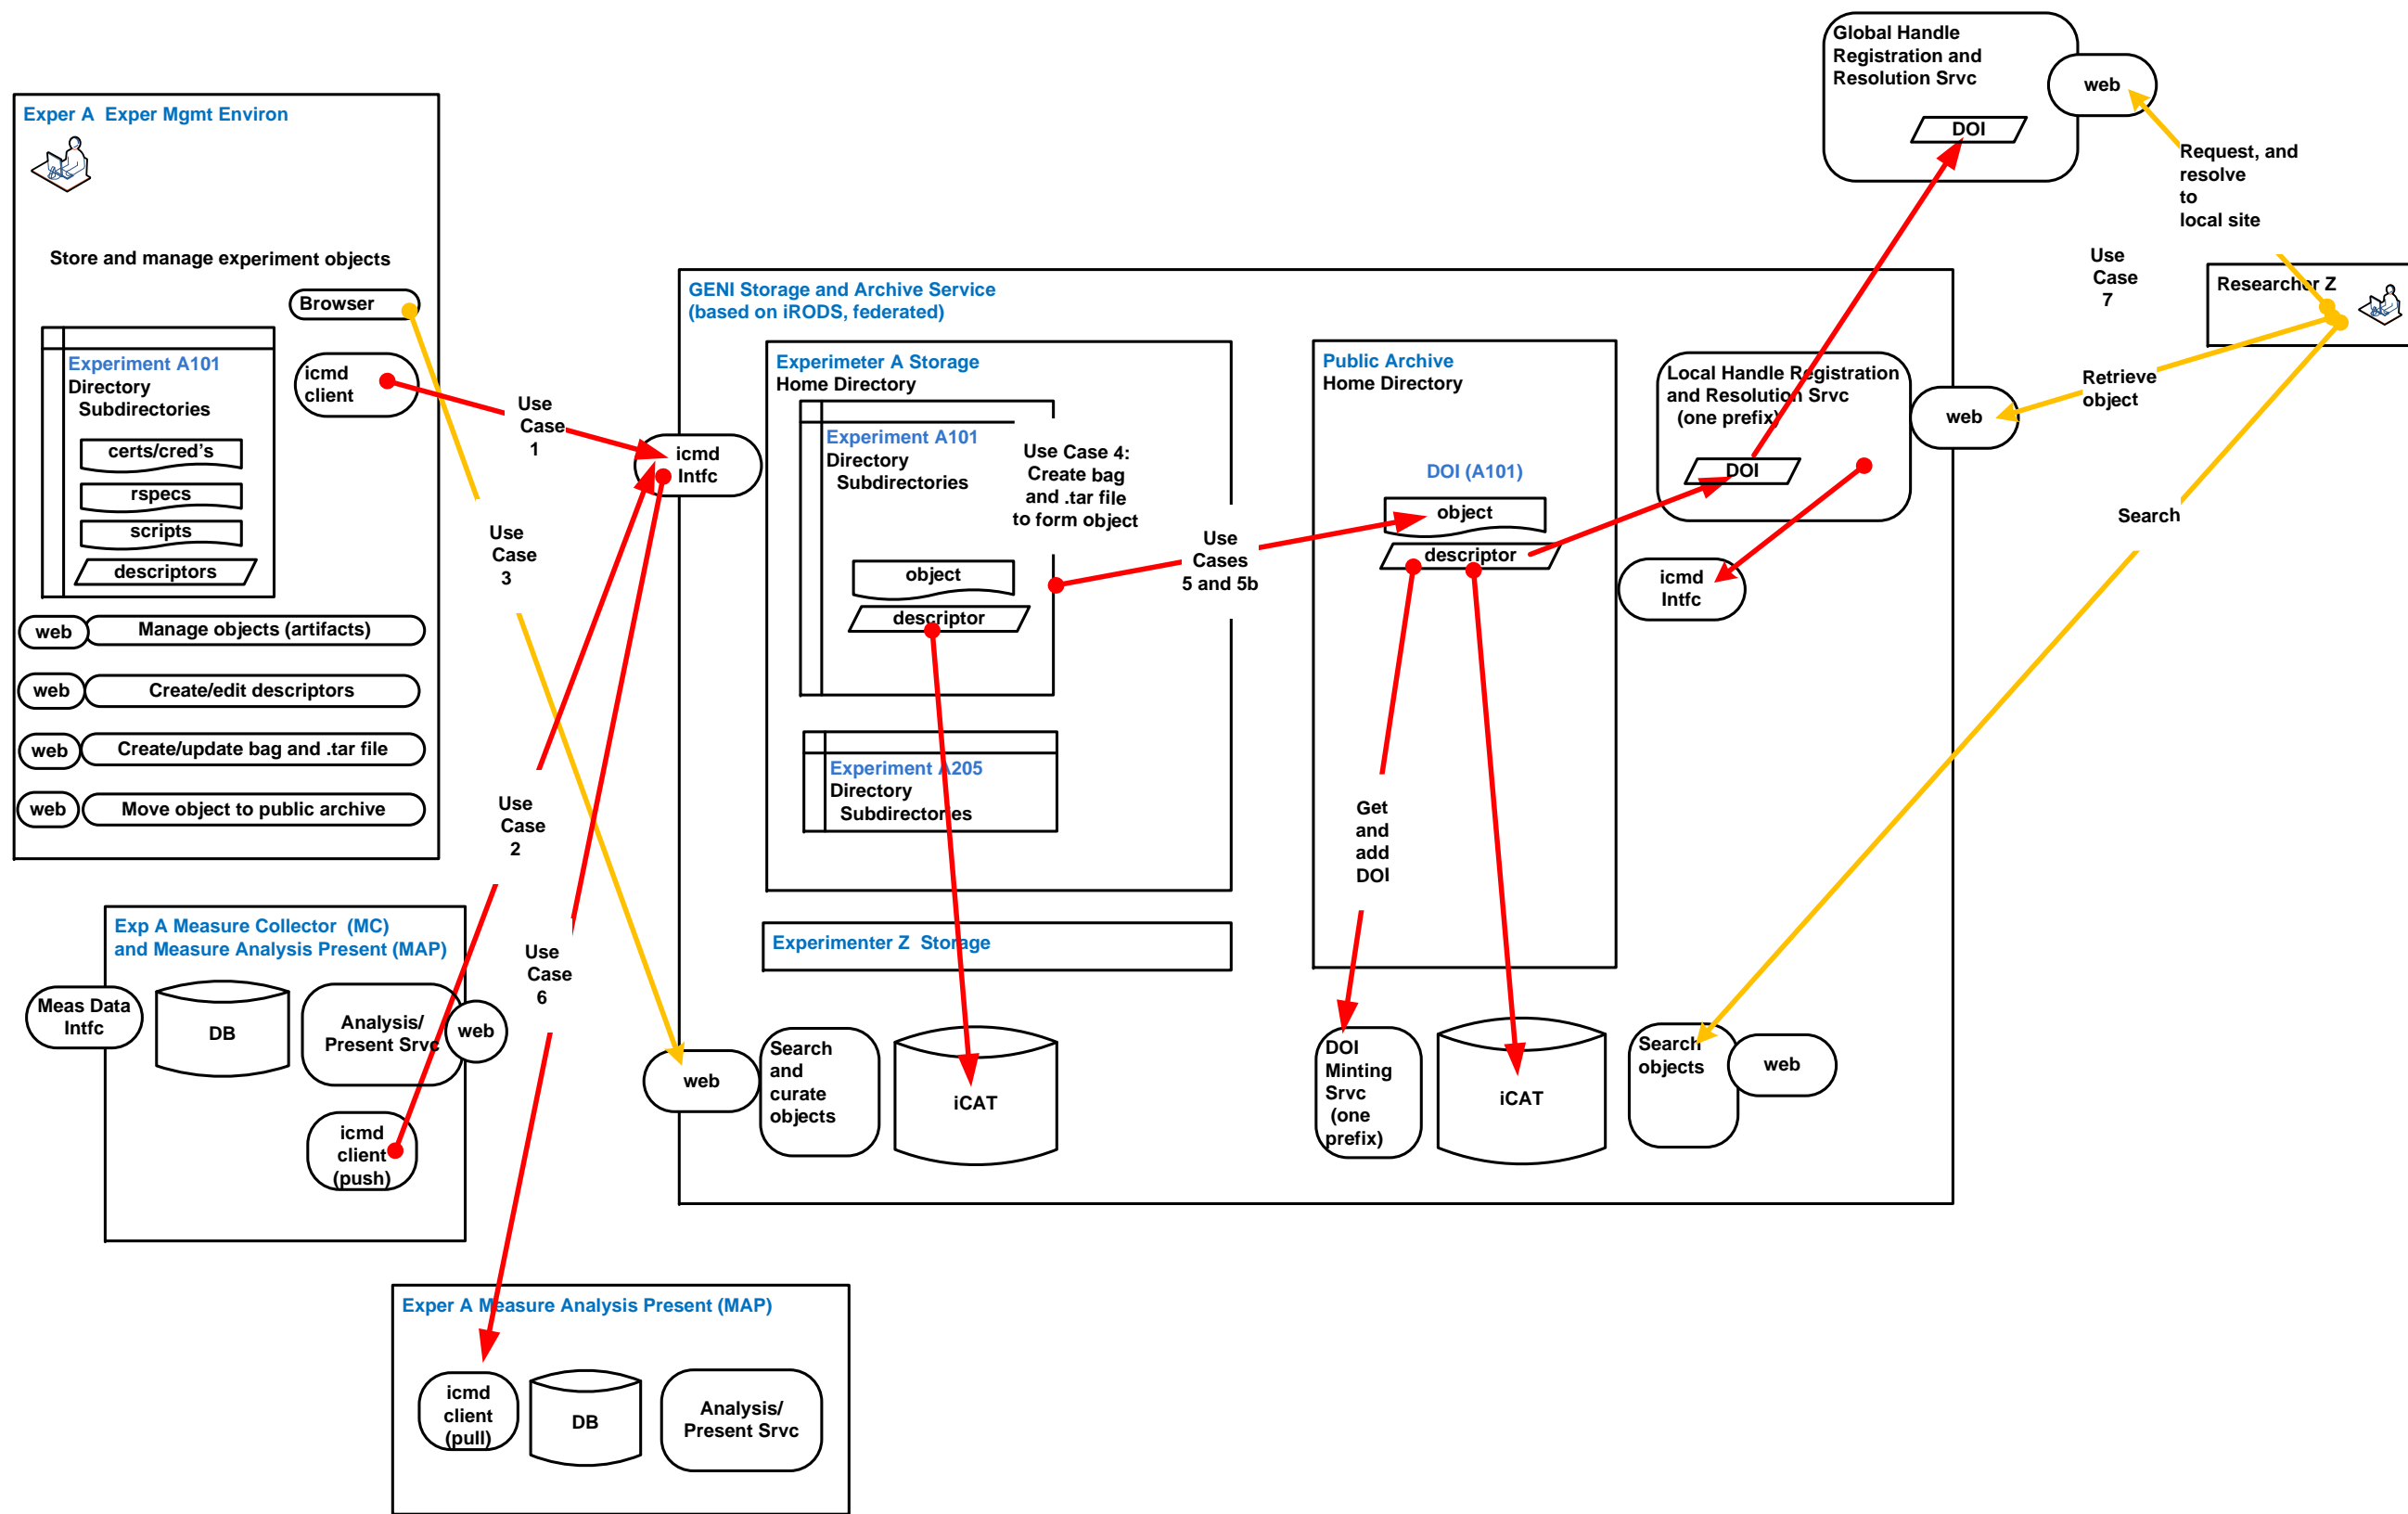 Global Handle
Registration and
Resolution Srvc
web
DOI
Request, and
resolve
to
local site
Exper A  Exper Mgmt Environ
Store and manage experiment objects
Browser
Experiment A101
Directory
Subdirectories
icmd
client
certs/cred's
rspecs
scripts
descriptors
web
Manage objects (artifacts)
web
Create/edit descriptors
web
Create/update bag and .tar file
web
Move object to public archive
Use
Case
1
Use
Case
3
Use
Case
2
Use
Case
6
Exp A Measure Collector  (MC)
and Measure Analysis Present (MAP)
Meas Data
Intfc
DB
Analysis/
Present Srvc
web
icmd
client
(push)
Exper A Measure Analysis Present (MAP)
icmd
client
(pull)
DB
Analysis/
Present Srvc
GENI Storage and Archive Service
(based on iRODS, federated)
icmd
Intfc
Experimeter A Storage
Home Directory
Experiment A101
Directory
Subdirectories
Use Case 4:
Create bag
and .tar file
to form object
object
descriptor
Experiment A205
Directory
Subdirectories
Experimenter Z  Storage
web
Search
and
curate
objects
iCAT
Use
Cases
5 and 5b
Public Archive
Home Directory
DOI (A101)
object
descriptor
Get
and
add
DOI
DOI
Minting
Srvc
(one
prefix)
iCAT
Search
objects
web
Local Handle Registration
and Resolution Srvc
(one prefix)
DOI
web
icmd
Intfc
Use
Case
7
Researcher Z
Retrieve
object
Search